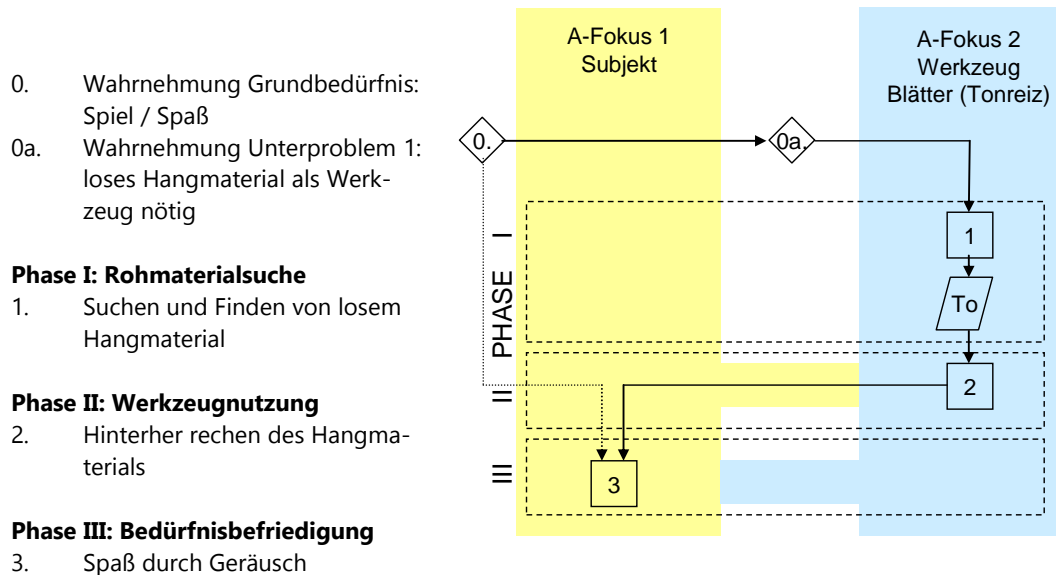 0. Wahrnehmung Grundbedürfnis:
Spiel / Spaß
0a. Wahrnehmung Unterproblem 1:
loses Hangmaterial als Werk-
zeug nötig
Phase I: Rohmaterialsuche
1. Suchen und Finden von losem
Hangmaterial
Phase II: Werkzeugnutzung
2. Hinterher rechen des Hangma-
terials
Phase III: Bedürfnisbefriedigung
3. Spaß durch Geräusch
A-Fokus 1
Subjekt
A-Fokus 2
Werkzeug
Blätter (Tonreiz)
0.
0a.
PHASE
I
1
To
II
2
III
3